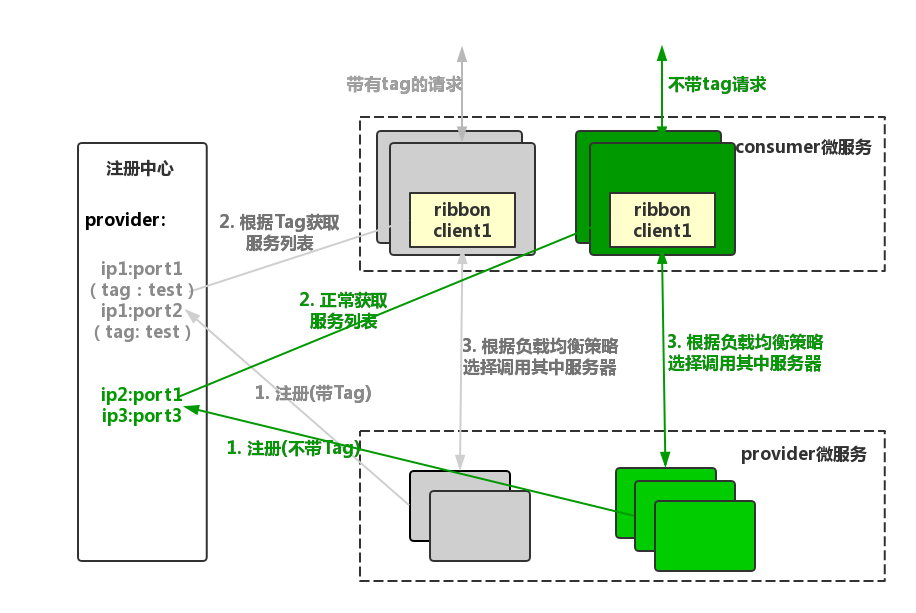 带有tag的请求
不带tag请求
consumer微服务
注册中心
provider:
ip1:port1
( tag : test )
ip1:port2
( tag: test )
ip2:port1
ip3:port3
2. 根据Tag获取
服务列表
ribbon
client1
ribbon
client1
2. 正常获取
服务列表
3. 根据负载均衡策略
选择调用其中服务器
3. 根据负载均衡策略
选择调用其中服务器
1. 注册(带Tag)
1. 注册(不带Tag)
provider微服务